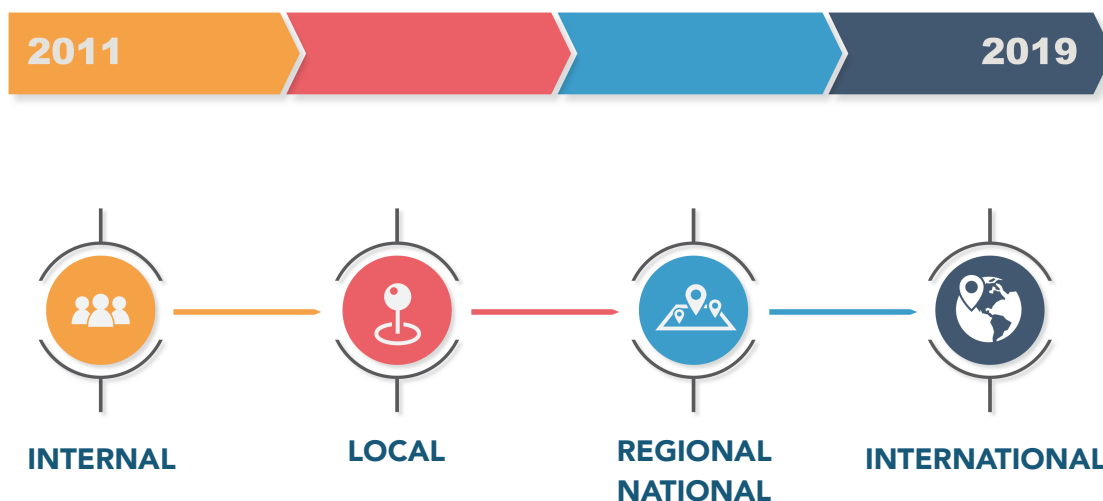 2011 2019
INTERNAL
LOCAL
REGIONAL
NATIONAL
INTERNATIONAL